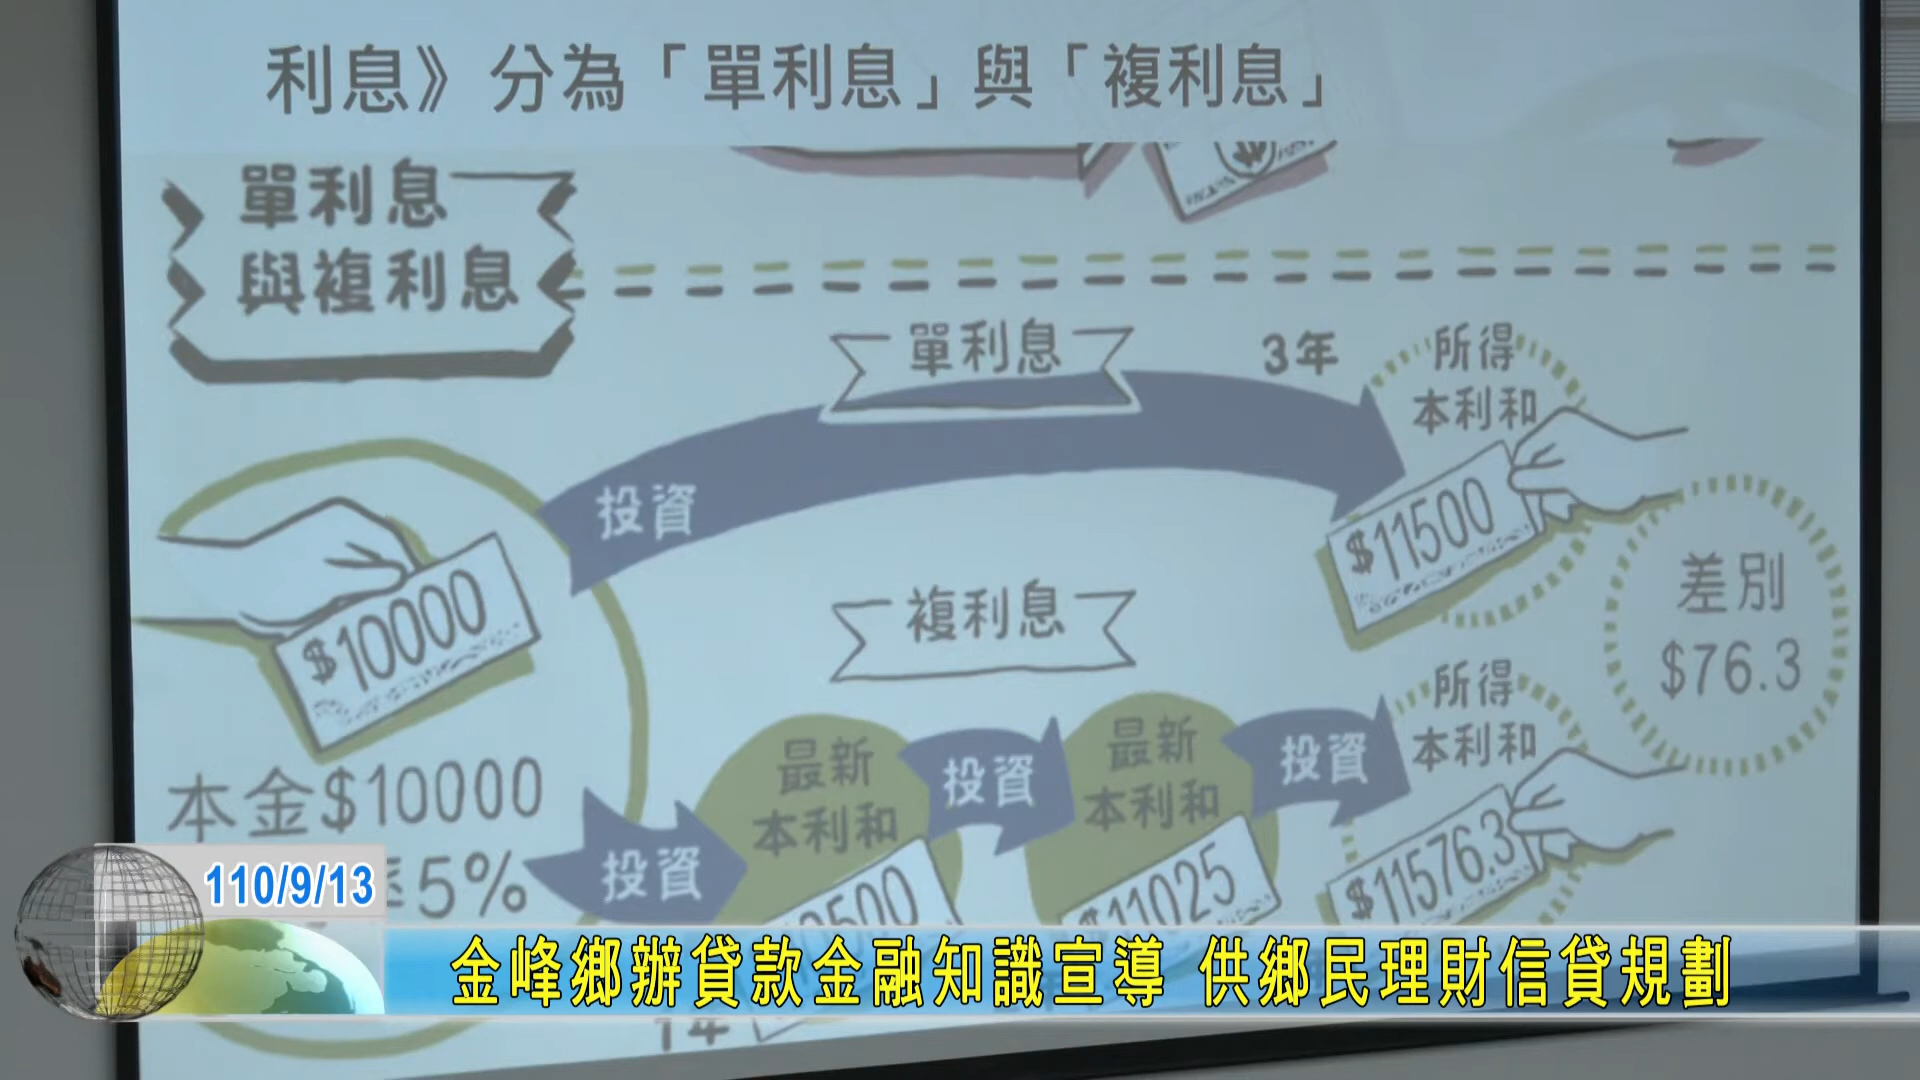 利息》分為「單利息」與「複利息」
單利息
與複利息
單利息
3年
所得
本利和
投資
$11500
$10000
差別
$76.3
複利息
所得
本利和
最新
本利和
投資
最新
本利和
投資
本金$10000
5%
投資
$11025
$11576.3
110/9/13
金峰鄉辦貸款金融知識宣導 供鄉民理財信貸規劃